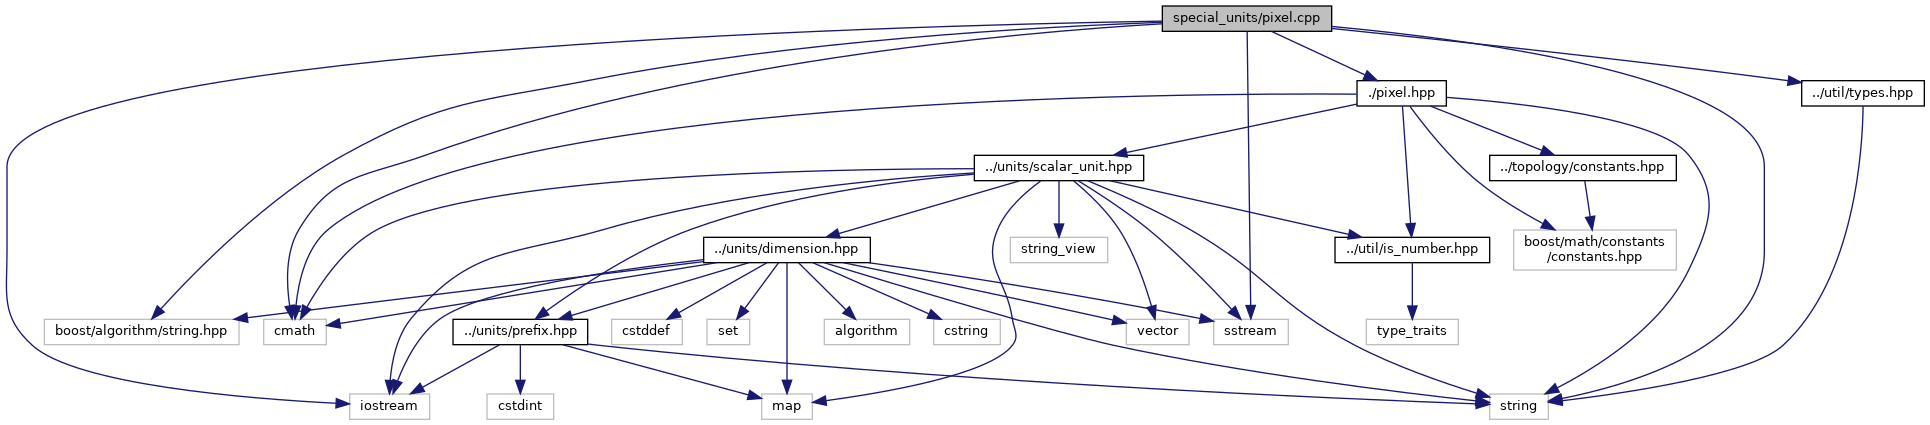 special_units/pixel.cpp
./pixel.hpp
../util/types.hpp
../units/scalar_unit.hpp
../topology/constants.hpp
../units/dimension.hpp
string_view
../util/is_number.hpp
boost/math/constants
/constants.hpp
boost/algorithm/string.hpp
cmath
../units/prefix.hpp
cstddef
set
algorithm
cstring
vector
sstream
type_traits
iostream
cstdint
map
string